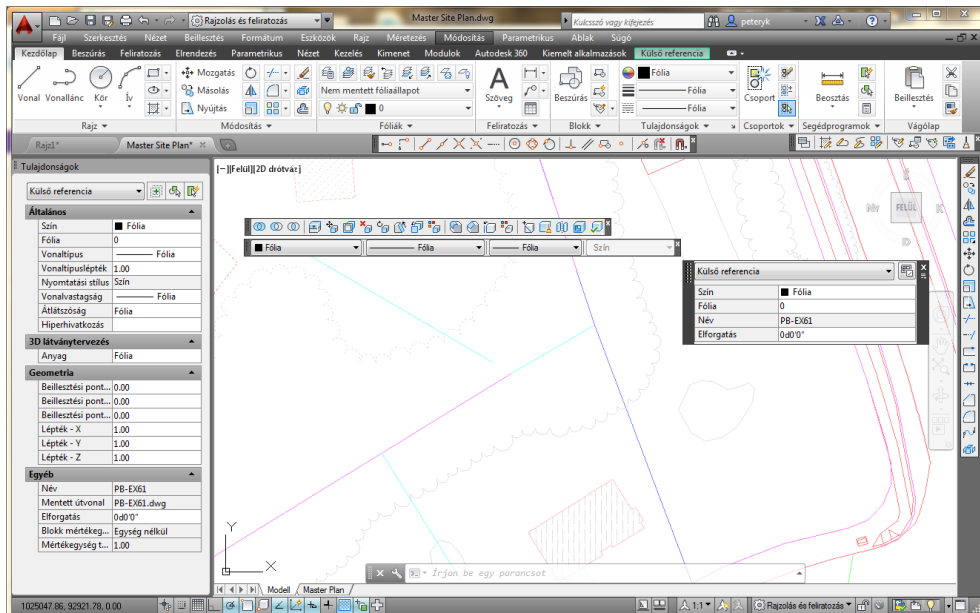 Rajzolás és feliratozás
Master Site Plan.dwg
Kulcsszó vagy kifejezés
peteryk
Fájl Szerkesztés Nézet Beillesztés Formátum Eszközök Rajz Méretezés Módosítás Parametrikus Ablak Súgó
Kezdőlap Beszúrás Feliratozás Elrendezés Parametrikus Nézet Kezelés Kimenet Modulok Autodesk 360 Kiemelt alkalmazások Külső referencia
Vonal Vonallánc Kör Ív
Mozgatás
Másolás
Nyújtás
Nem mentett fóliaállapot
0
Szöveg
Beszúrás
Fólia
Fólia
Fólia
Csoport
Beosztás
Beillesztés
Rajz Módosítás Fóliák Feliratozás Blokk Tulajdonságok Csoportok Segédprogramok Vágólap
Rajz1* Master Site Plan*
Tulajdonságok
Külső referencia
Általános
Szín Fólia
Fólia 0
Vonaltípus Fólia
Vonaltípuslépték 1.00
Nyomtatási stílus Szín
Vonalvastagság Fólia
Átlátszóság Fólia
Hiperhivatkozás
3D látványtervezés
Anyag Fólia
Geometria
Beillesztési pont... 0.00
Beillesztési pont... 0.00
Beillesztési pont... 0.00
Lépték - X 1.00
Lépték - Y 1.00
Lépték - Z 1.00
Egyéb
Név PB-EX61
Mentett útvonal PB-EX61.dwg
Elforgatás 0d0'0"
Blokk mértékeg... Egység nélkül
Mértékegység t... 1.00
[−][Felül][2D drótváz]
Fólia Fólia Fólia Szín
Külső referencia
Szín Fólia
Fólia 0
Név PB-EX61
Elforgatás 0d0'0"
É
Ny FELÜL K
D
Y
X
Írjon be egy parancsot
Modell Master Plan
1025047.86, 92921.78, 0.00
1:1
Rajzolás és feliratozás